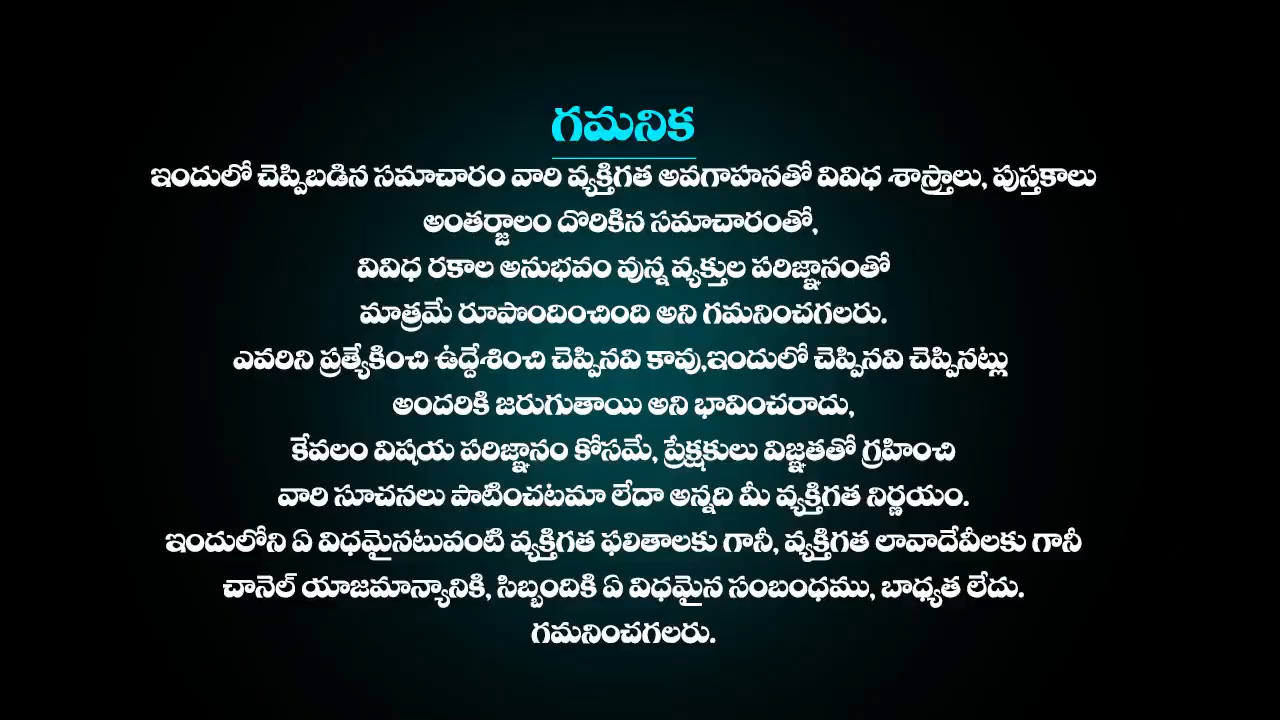 గమనిక
ఇందులో చెప్పిబడిన సమాచారం వారి వ్యక్తిగత అవగాహనతో వివిధ శాస్త్రాలు, పుస్తకాలు
అంతర్జాలం దొరికిన సమాచారంతో,
వివిధ రకాల అనుభవం వున్న వ్యక్తుల పరిజ్ఞానంతో
మాత్రమే రూపొందించింది అని గమనించగలరు.
ఎవరిని ప్రత్యేకించి ఉద్దేశించి చెప్పినవి కావు,ఇందులో చెప్పినవి చెప్పినట్లు
అందరికి జరుగుతాయి అని భావించరాదు,
కేవలం విషయ పరిజ్ఞానం కోసమే, ప్రేక్షకులు విజ్ఞతతో గ్రహించి
వారి సూచనలు పాటించటమా లేదా అన్నది మీ వ్యక్తిగత నిర్ణయం.
ఇందులోని ఏ విధమైనటువంటి వ్యక్తిగత ఫలితాలకు గానీ, వ్యక్తిగత లావాదేవీలకు గానీ
చానెల్ యాజమాన్యానికి, సిబ్బందికి ఏ విధమైన సంబంధము, బాధ్యత లేదు.
గమనించగలరు.